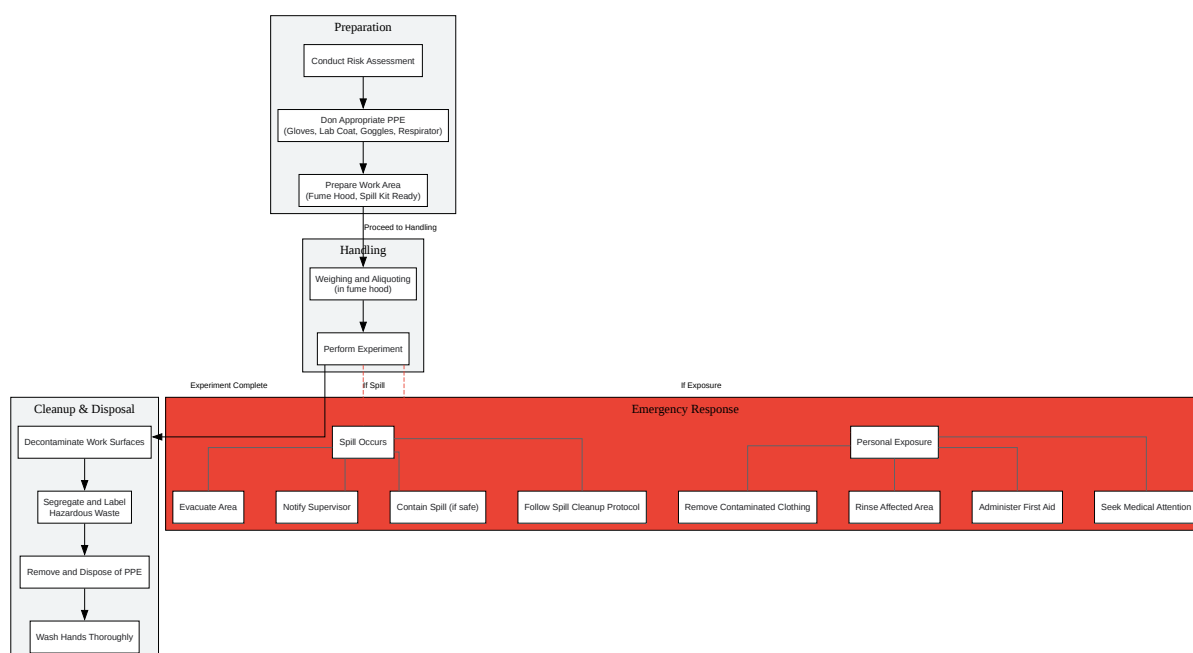 Preparation
Conduct Risk Assessment
Don Appropriate PPE
(Gloves, Lab Coat, Goggles, Respirator)
Prepare Work Area
(Fume Hood, Spill Kit Ready)
Proceed to Handling
Handling
Weighing and Aliquoting
(in fume hood)
Perform Experiment
Experiment Complete
If Spill
If Exposure
Cleanup & Disposal
Decontaminate Work Surfaces
Segregate and Label
Hazardous Waste
Remove and Dispose of PPE
Wash Hands Thoroughly
Emergency Response
Spill Occurs
Personal Exposure
Evacuate Area
Notify Supervisor
Contain Spill (if safe)
Follow Spill Cleanup Protocol
Remove Contaminated Clothing
Rinse Affected Area
Administer First Aid
Seek Medical Attention